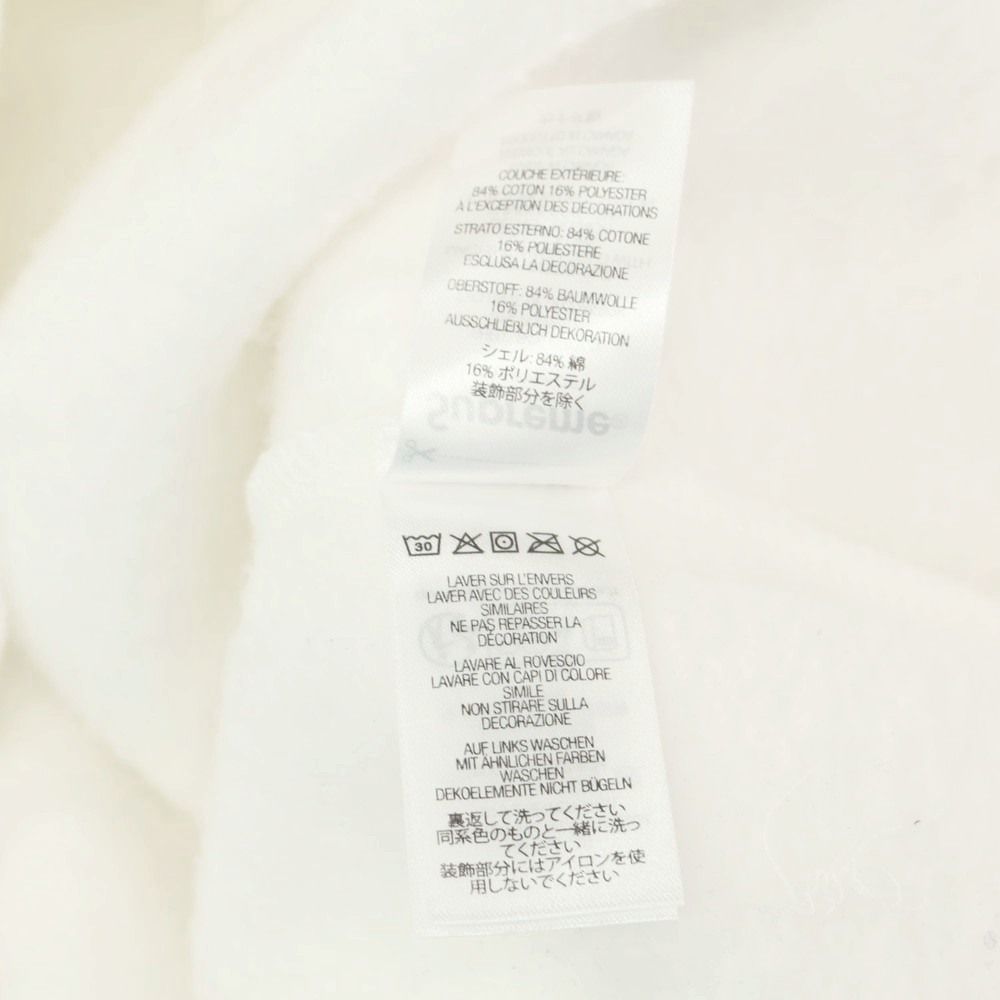 COUCHE EXTÉRIEURE:
84% COTON 16% POLYESTER
À L'EXCEPTION DES DÉCORATIONS
STRATO ESTERNO: 84% COTONE
16% POLIESTERE
ESCLUSA LA DECORAZIONE
OBERSTOFF: 84% BAUMWOLLE
16% POLYESTER
AUSSCHLIEßLICH DEKORATION
シェル: 84% 綿
16% ポリエステル
装飾部分を除く
Supreme
30
LAVER SUR L'ENVERS
LAVER AVEC DES COULEURS
SIMILAIRES
NE PAS REPASSER LA
DÉCORATION
LAVARE AL ROVESCIO
LAVARE CON CAPI DI COLORE
SIMILE
NON STIRARE SULLA
DECORAZIONE
AUF LINKS WASCHEN
MIT ÄHNLICHEN FARBEN
WASCHEN
DEKOELEMENTE NICHT BÜGELN
裏返して洗ってください
同系色のものと一緒に洗っ
てください
装飾部分にはアイロンを使
用しないでください